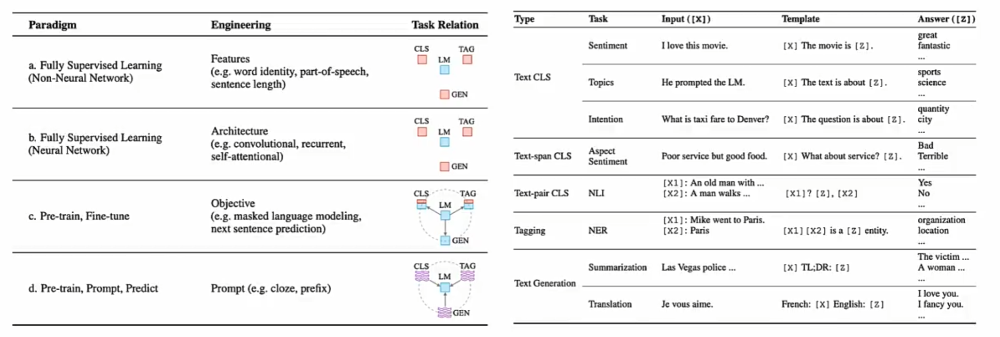 Paradigm Engineering Task Relation
a. Fully Supervised Learning
(Non-Neural Network)
Features
(e.g. word identity, part-of-speech,
sentence length)
CLS TAG
LM
GEN
b. Fully Supervised Learning
(Neural Network)
Architecture
(e.g. convolutional, recurrent,
self-attentional)
CLS TAG
LM
GEN
c. Pre-train, Fine-tune
Objective
(e.g. masked language modeling,
next sentence prediction)
CLS TAG
LM
GEN
d. Pre-train, Prompt, Predict
Prompt (e.g. cloze, prefix)
CLS TAG
LM
GEN
Type Task Input ([X]) Template Answer ([Z])
Text CLS
Sentiment I love this movie. [X] The movie is [Z].
great
fantastic
...
Topics He prompted the LM. [X] The text is about [Z].
sports
science
...
Intention What is taxi fare to Denver? [X] The question is about [Z].
quantity
city
...
Text-span CLS
Aspect
Sentiment
Poor service but good food. [X] What about service? [Z].
Bad
Terrible
...
Text-pair CLS NLI
[X1]: An old man with ...
[X2]: A man walks ...
[X1]? [Z], [X2]
Yes
No
...
Tagging NER
[X1]: Mike went to Paris.
[X2]: Paris
[X1] [X2] is a [Z] entity.
organization
location
...
Text Generation
Summarization Las Vegas police ... [X] TL;DR: [Z]
The victim ...
A woman ...
...
Translation Je vous aime. French: [X] English: [Z]
I love you.
I fancy you.
...